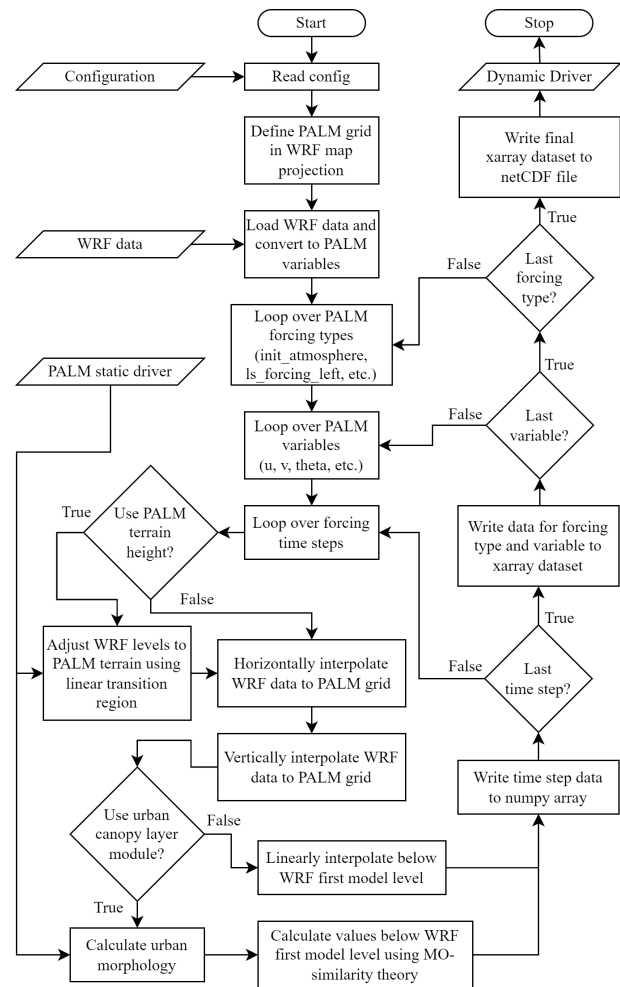 Start
Stop
Configuration
Read config
Dynamic Driver
Define PALM grid
in WRF map
projection
Write final
xarray dataset to
netCDF file
True
WRF data
Load WRF data and
convert to PALM
variables
False
Last
forcing
type?
Loop over PALM
forcing types
(init_atmosphere,
ls_forcing_left, etc.)
True
PALM static driver
False
Last
variable?
Loop over PALM
variables
(u, v, theta, etc.)
True
True
Use PALM
terrain
height?
Loop over forcing
time steps
Write data for forcing
type and variable to
xarray dataset
False
True
Adjust WRF levels to
PALM terrain using
linear transition
region
Horizontally interpolate
WRF data to PALM grid
False
Last
time step?
Vertically interpolate WRF
data to PALM grid
Write time step data
to numpy array
Use urban
canopy layer
module?
False
Linearly interpolate below
WRF first model level
True
Calculate urban
morphology
Calculate values below WRF
first model level using MO-
similarity theory